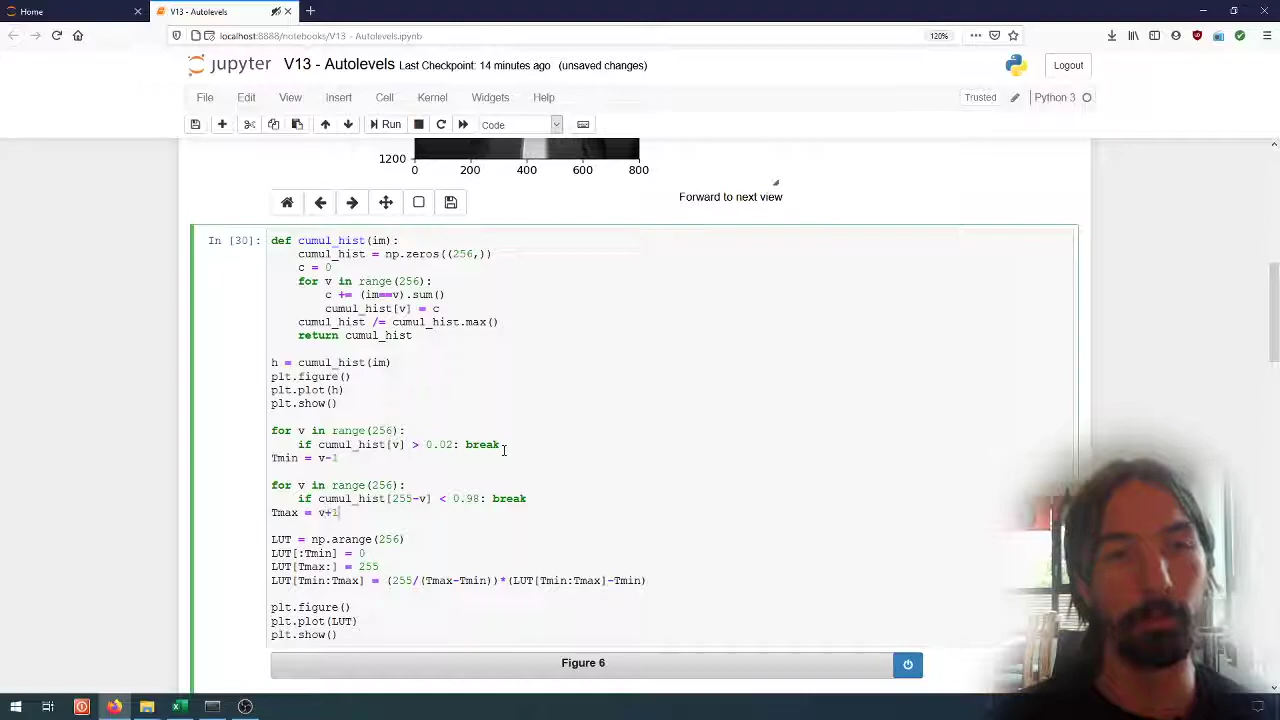 Home
V13 - Autolevels
localhost:8888/notebooks/V13 - Autolevels.ipynb
120%
jupyter V13 - Autolevels Last Checkpoint: 14 minutes ago (unsaved changes)
Logout
File Edit View Insert Cell Kernel Widgets Help
Trusted
Python 3
Run
Code
1200
0 200 400 600 800
Forward to next view
In [30]:
def cumul_hist(im):
    cumul_hist = np.zeros((256,))
    c = 0
    for v in range(256):
        c += (im==v).sum()
        cumul_hist[v] = c
    cumul_hist /= cumul_hist.max()
    return cumul_hist
h = cumul_hist(im)
plt.figure()
plt.plot(h)
plt.show()
for v in range(256):
    if cumul_hist[v] > 0.02: break
Tmin = v-1
for v in range(256):
    if cumul_hist[255-v] < 0.98: break
Tmax = v+1
LUT = np.arange(256)
LUT[:Tmin] = 0
LUT[Tmax:] = 255
LUT[Tmin:Tmax] = (255/(Tmax-Tmin))*(LUT[Tmin:Tmax]-Tmin)
plt.figure()
plt.plot(LUT)
plt.show()
Figure 6